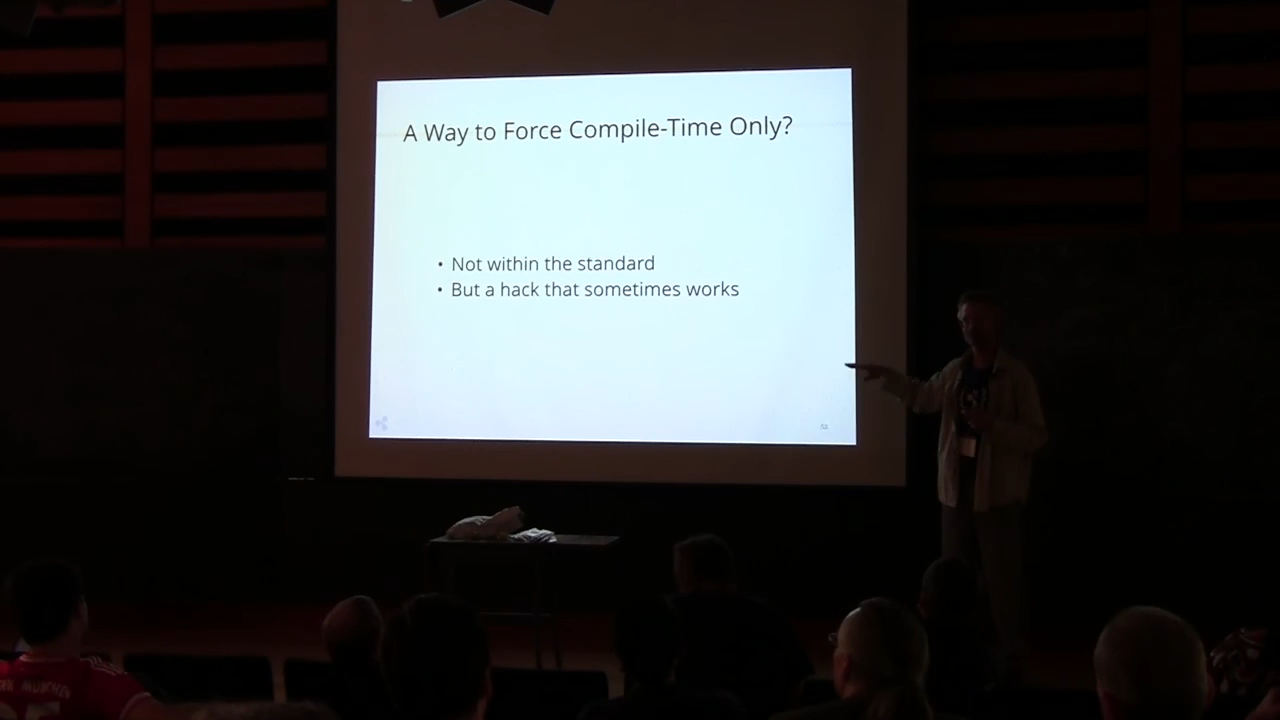 A Way to Force Compile-Time Only?
• Not within the standard
• But a hack that sometimes works